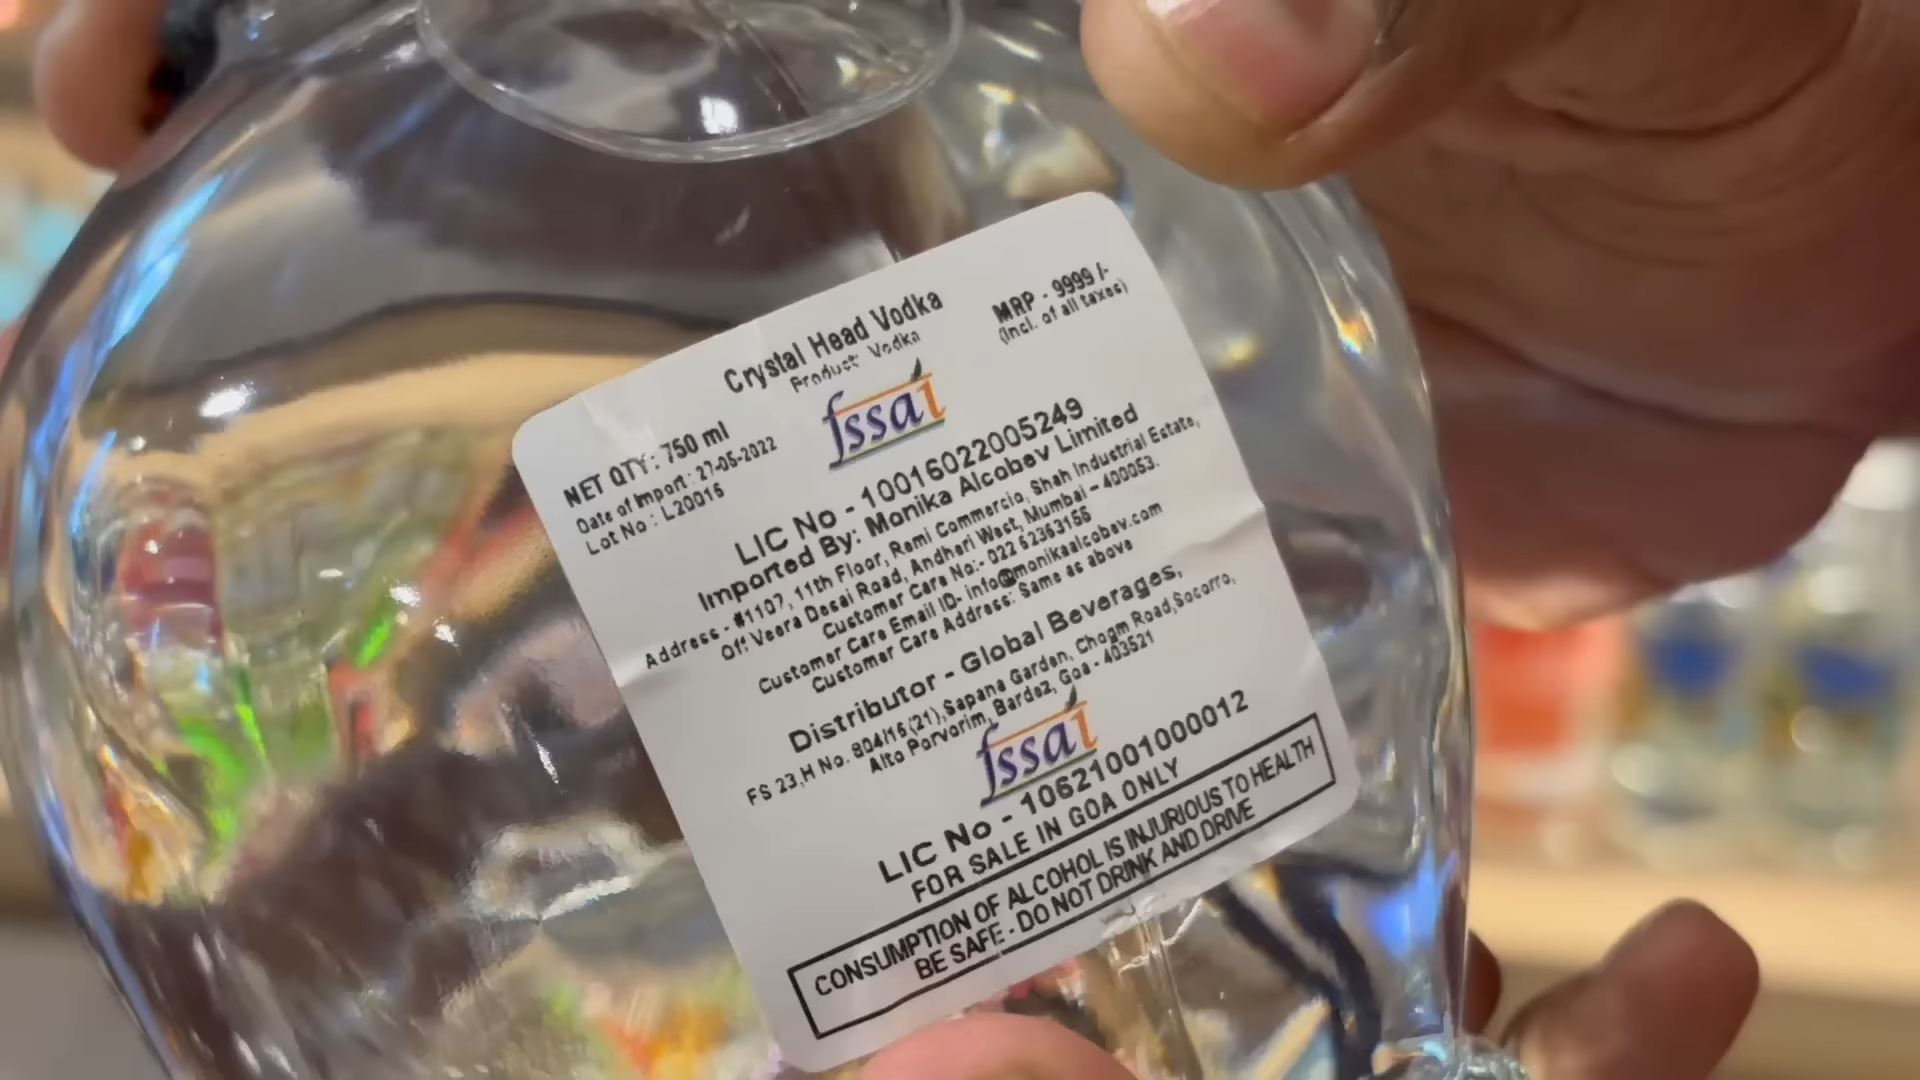 Crystal Head Vodka
Product: Vodka
MRP - 9999 /-
(Incl. of all taxes)
fssai
NET QTY : 750 ml
Date of Import : 27-05-2022
Lot No : L20016
LIC No - 10016022005249
Imported By: Monika Alcobev Limited
Address - #1107, 11th Floor, Rami Commercio, Shah Industrial Estate,
Off Veera Desai Road, Andheri West, Mumbai - 400053.
Customer Care No:- 022 62363155
Customer Care Email ID- info@monikaalcobev.com
Customer Care Address: Same as above
Distributor - Global Beverages,
FS 23,H No. 804/16 (21),Sapana Garden, Chogm Road,Socorro,
Alto Porvorim, Bardez, Goa - 403521
fssai
LIC No - 10621001000012
FOR SALE IN GOA ONLY
CONSUMPTION OF ALCOHOL IS INJURIOUS TO HEALTH
BE SAFE - DO NOT DRINK AND DRIVE